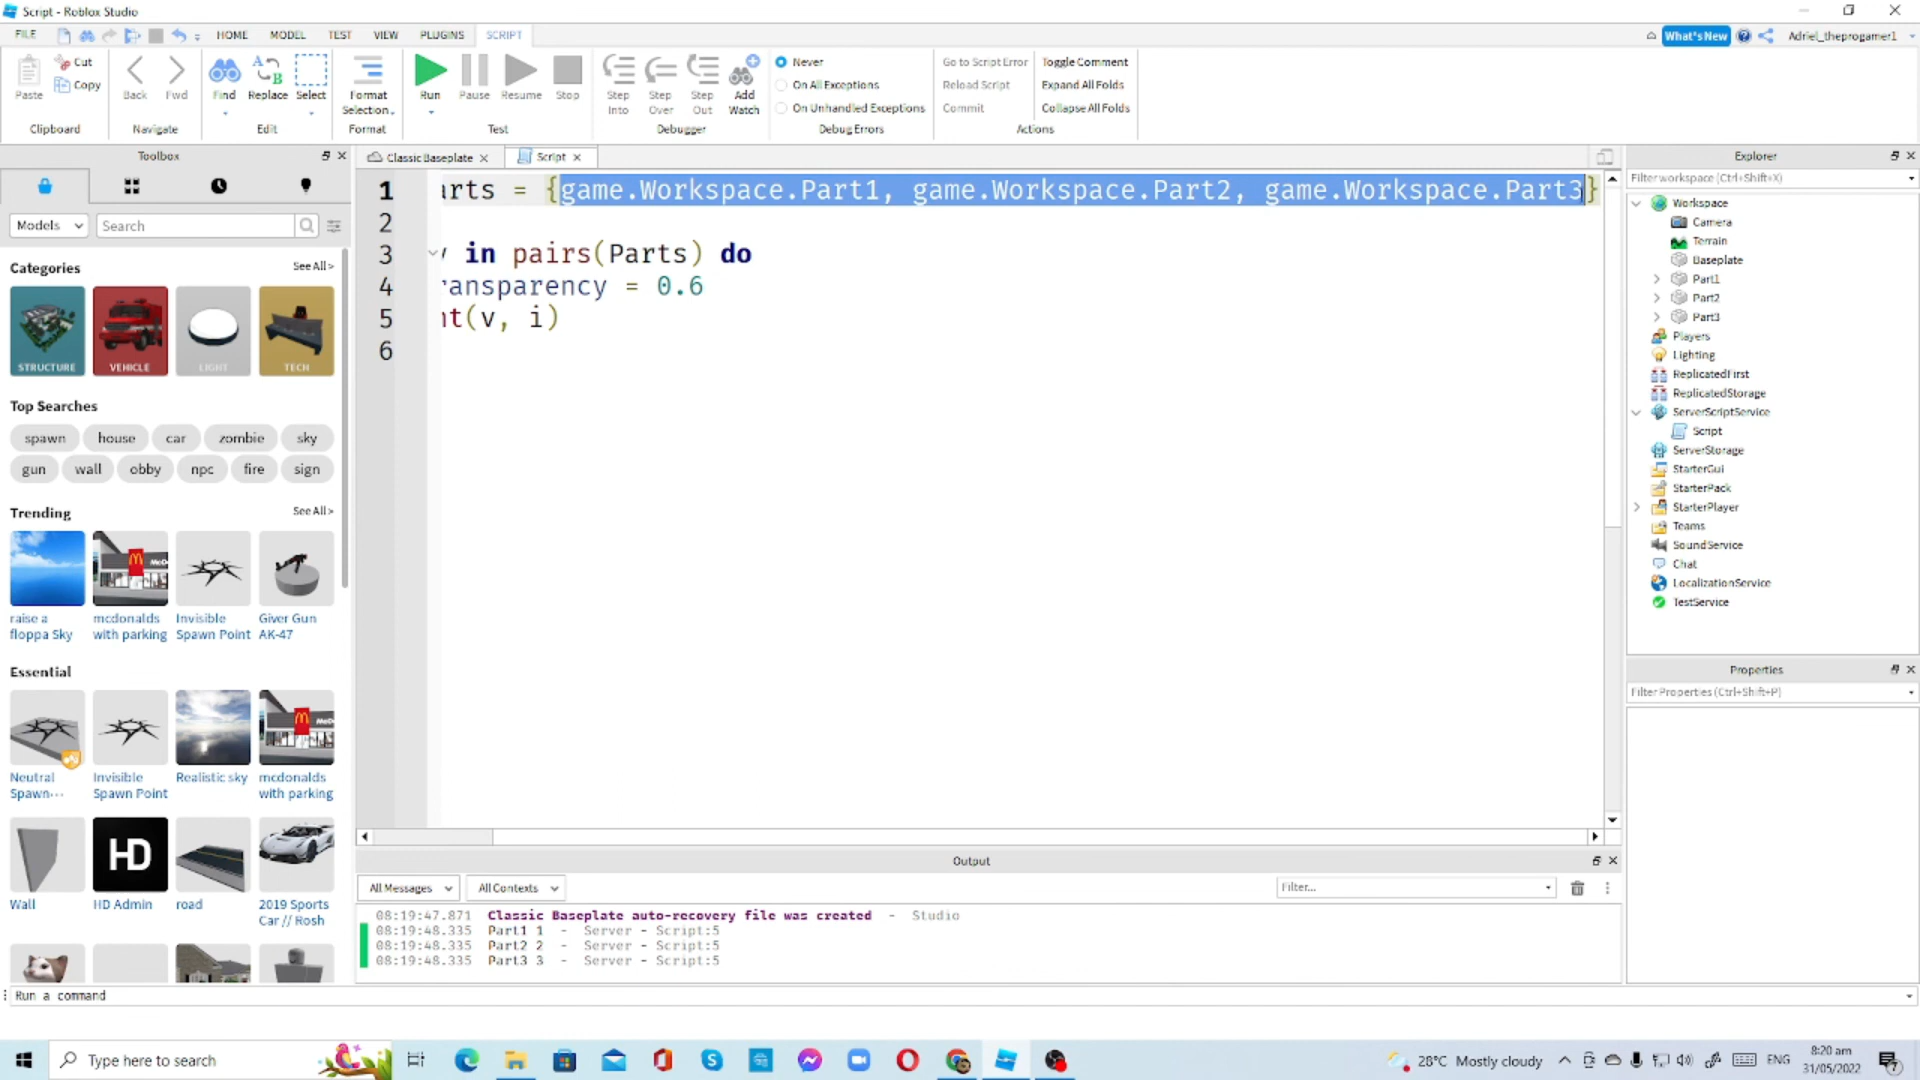 Script - Roblox Studio
FILE HOME MODEL TEST VIEW PLUGINS SCRIPT What's New Adriel_theprogamer1
Paste Cut Copy Clipboard
Back Fwd Navigate
Find Replace Select Edit
Format Selection Format
Run Pause Resume Stop Test
Step Into Step Over Step Out Add Watch Debugger
Never
On All Exceptions
On Unhandled Exceptions
Debug Errors
Go to Script Error Toggle Comment
Reload Script Expand All Folds
Commit Collapse All Folds
Actions
Toolbox
Models Search
Categories See All >
STRUCTURE VEHICLE LIGHT TECH
Top Searches
spawn house car zombie sky
gun wall obby npc fire sign
Trending See All >
raise a floppa Sky
mcdonalds with parking
Invisible Spawn Point
Giver Gun AK-47
Essential
Neutral Spawn...
Invisible Spawn Point
Realistic sky
mcdonalds with parking
HD
Wall
HD Admin
road
2019 Sports Car // Rosh
Classic Baseplate × Script ×
1 arts = {game.Workspace.Part1, game.Workspace.Part2, game.Workspace.Part3}
2
3 v in pairs(Parts) do
4 ransparency = 0.6
5 nt(v, i)
6
Output
All Messages All Contexts Filter...
08:19:47.871 Classic Baseplate auto-recovery file was created - Studio
08:19:48.335 Part1 1 - Server - Script:5
08:19:48.335 Part2 2 - Server - Script:5
08:19:48.335 Part3 3 - Server - Script:5
Explorer
Filter workspace (Ctrl+Shift+X)
Workspace
Camera
Terrain
Baseplate
Part1
Part2
Part3
Players
Lighting
ReplicatedFirst
ReplicatedStorage
ServerScriptService
Script
ServerStorage
StarterGui
StarterPack
StarterPlayer
Teams
SoundService
Chat
LocalizationService
TestService
Properties
Filter Properties (Ctrl+Shift+P)
Run a command
Type here to search
28°C Mostly cloudy ENG 8:20 am
31/05/2022